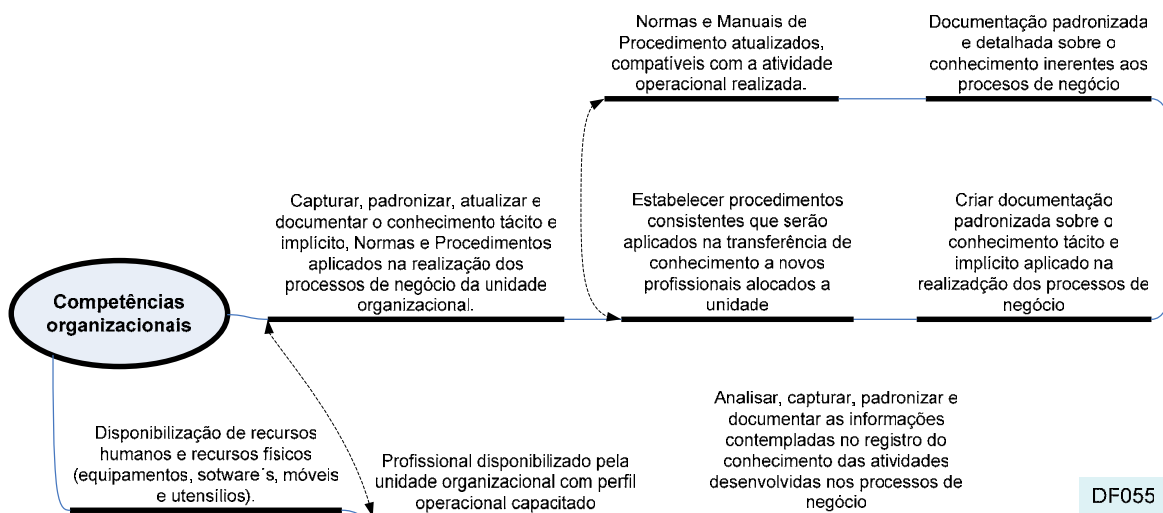 Normas e Manuais de
Procedimento atualizados,
compatíveis com a atividade
operacional realizada.
Documentação padronizada
e detalhada sobre o
conhecimento inerentes aos
procesos de negócio
Capturar, padronizar, atualizar e
documentar o conhecimento tácito e
implícito, Normas e Procedimentos
aplicados na realização dos
processos de negócio da unidade
organizacional.
Estabelecer procedimentos
consistentes que serão
aplicados na transferência de
conhecimento a novos
profissionais alocados a
unidade
Criar documentação
padronizada sobre o
conhecimento tácito e
implícito aplicado na
realizadção dos processos de
negócio
Competências
organizacionais
Disponibilização de recursos
humanos e recursos físicos
(equipamentos, sotware´s, móveis
e utensílios).
Profissional disponibilizado pela
unidade organizacional com perfil
operacional capacitado
Analisar, capturar, padronizar e
documentar as informações
contempladas no registro do
conhecimento das atividades
desenvolvidas nos processos de
negócio
DF055